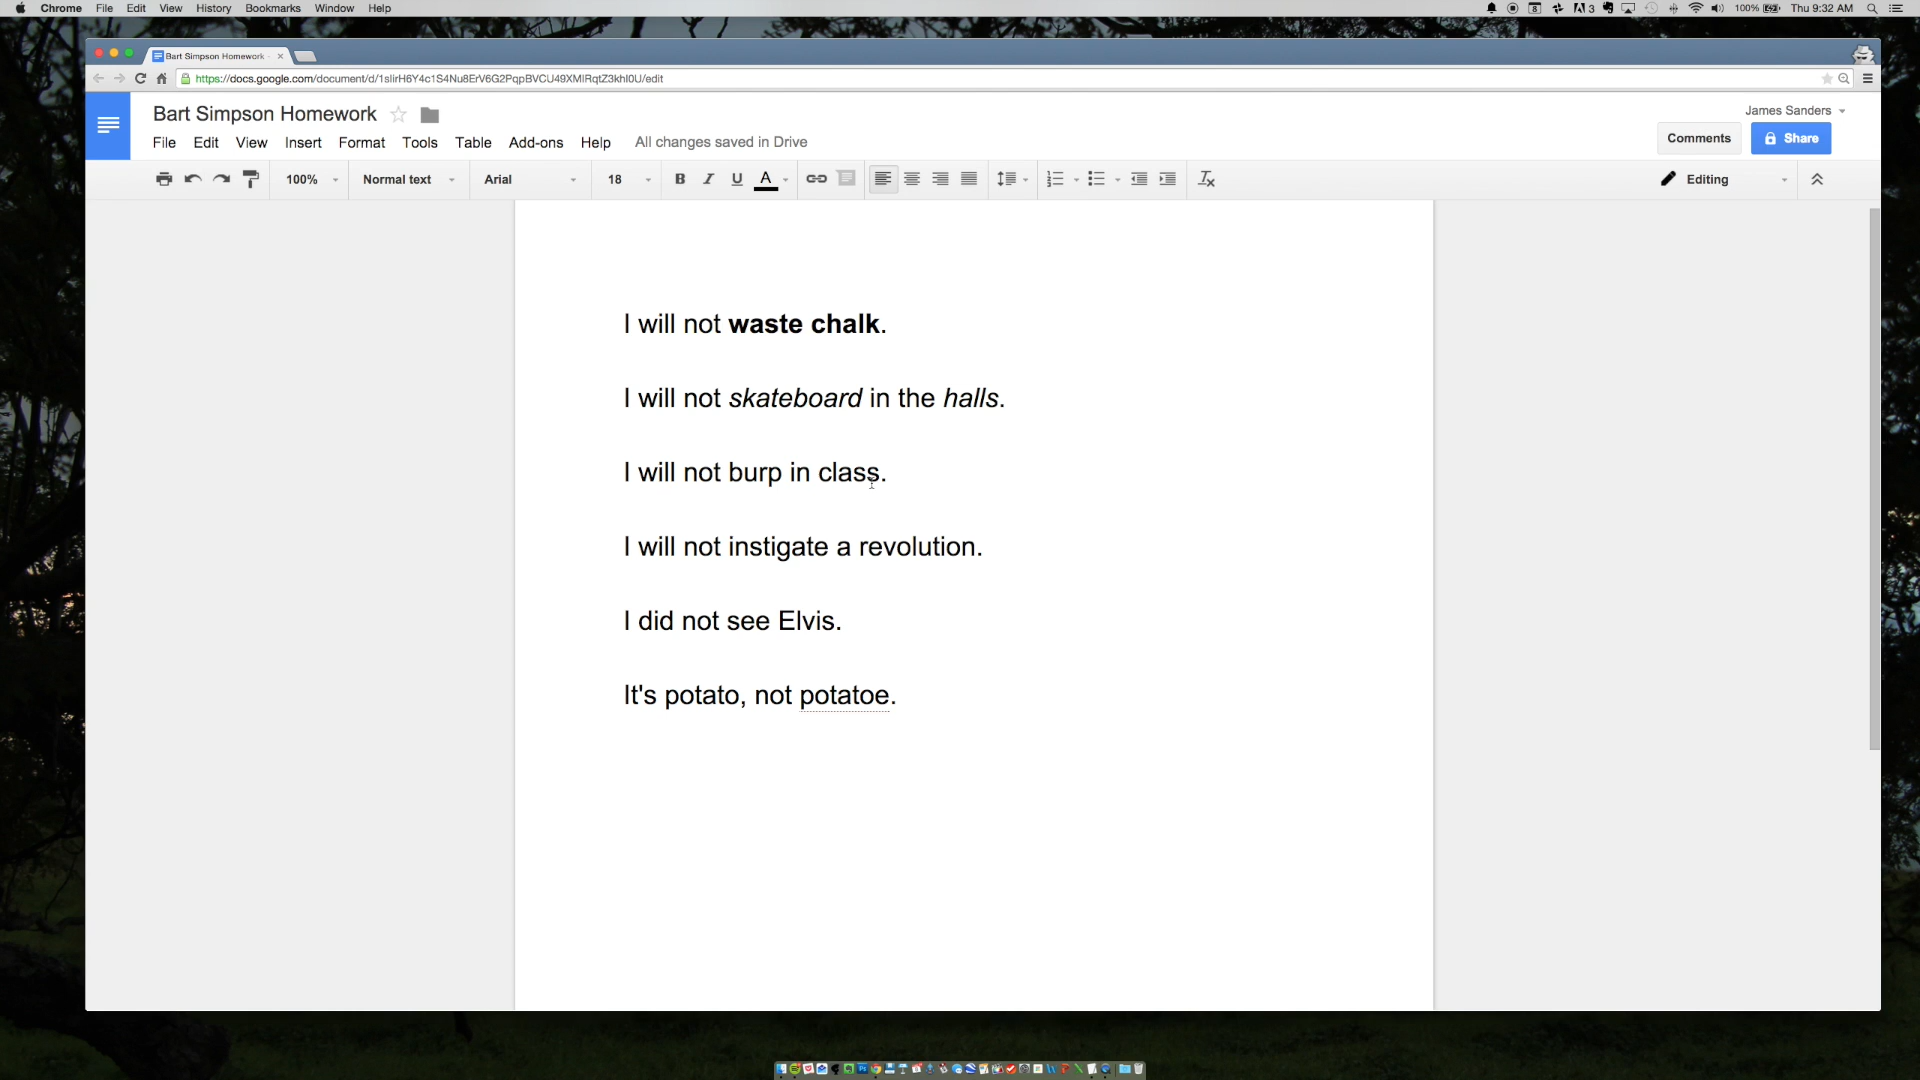 Chrome File Edit View History Bookmarks Window Help
3 100% Thu 9:32 AM
Bart Simpson Homework -
https://docs.google.com/document/d/1slirH6Y4c1S4Nu8ErV6G2PqpBVCU49XMlRqtZ3khI0U/edit
Bart Simpson Homework
James Sanders
File Edit View Insert Format Tools Table Add-ons Help All changes saved in Drive
Comments Share
100% Normal text Arial 18 B I U A Editing
I will not waste chalk.
I will not skateboard in the halls.
I will not burp in class.
I will not instigate a revolution.
I did not see Elvis.
It's potato, not potatoe.